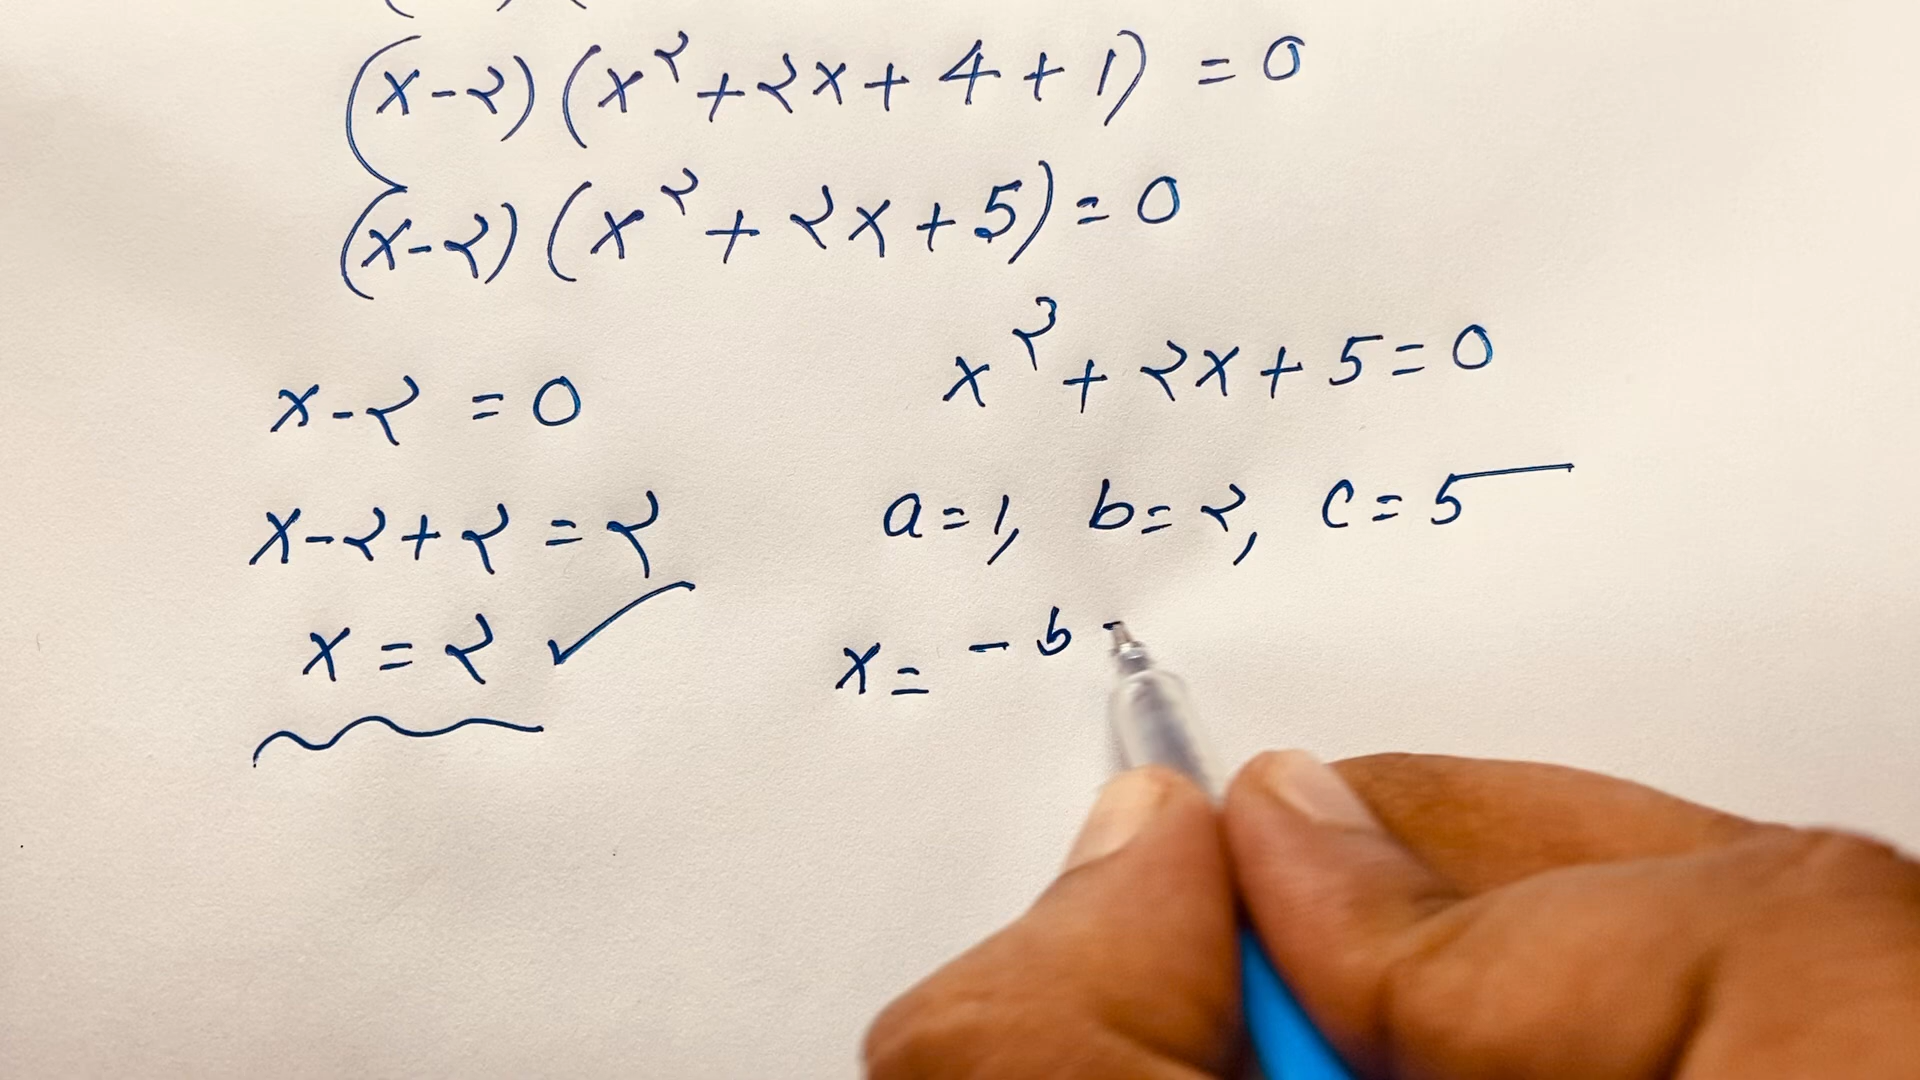 (x-2)(x²+2x+4+1)=0
(x-2)(x²+2x+5)=0
x-2=0
x-2+2=2
x=2 ✓
x²+2x+5=0
a=1, b=2, c=5
x= -b -